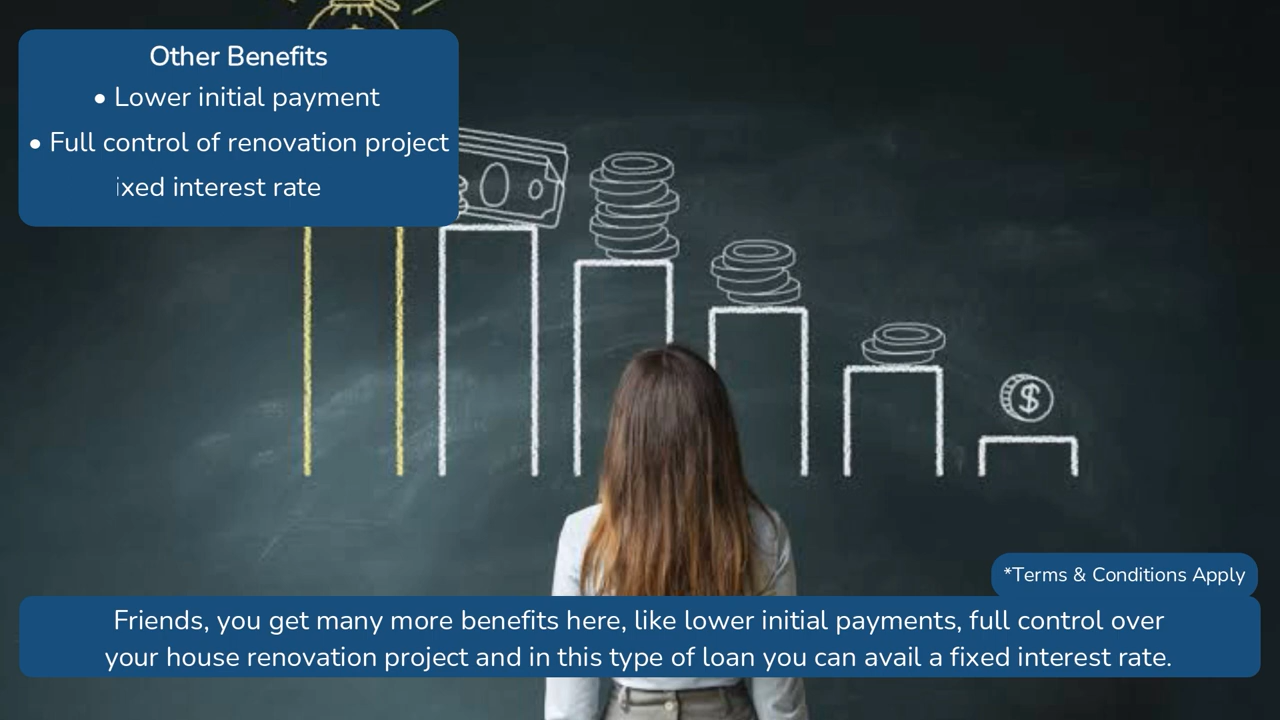 Other Benefits
• Lower initial payment
• Full control of renovation project
ixed interest rate
$
*Terms & Conditions Apply
Friends, you get many more benefits here, like lower initial payments, full control over
your house renovation project and in this type of loan you can avail a fixed interest rate.